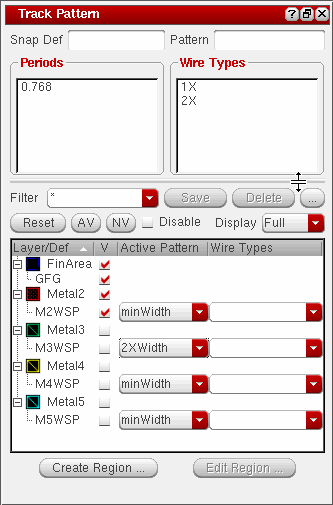 Track Pattern ?
Snap Def Pattern
Periods Wire Types
0.768 1X
2X
Filter * Save Delete ...
Reset AV NV Disable Display Full
Layer/Def V Active Pattern Wire Types
FinArea
GFG
Metal2
M2WSP minWidth
Metal3
M3WSP 2XWidth
Metal4
M4WSP minWidth
Metal5
M5WSP minWidth
Create Region ... Edit Region ...